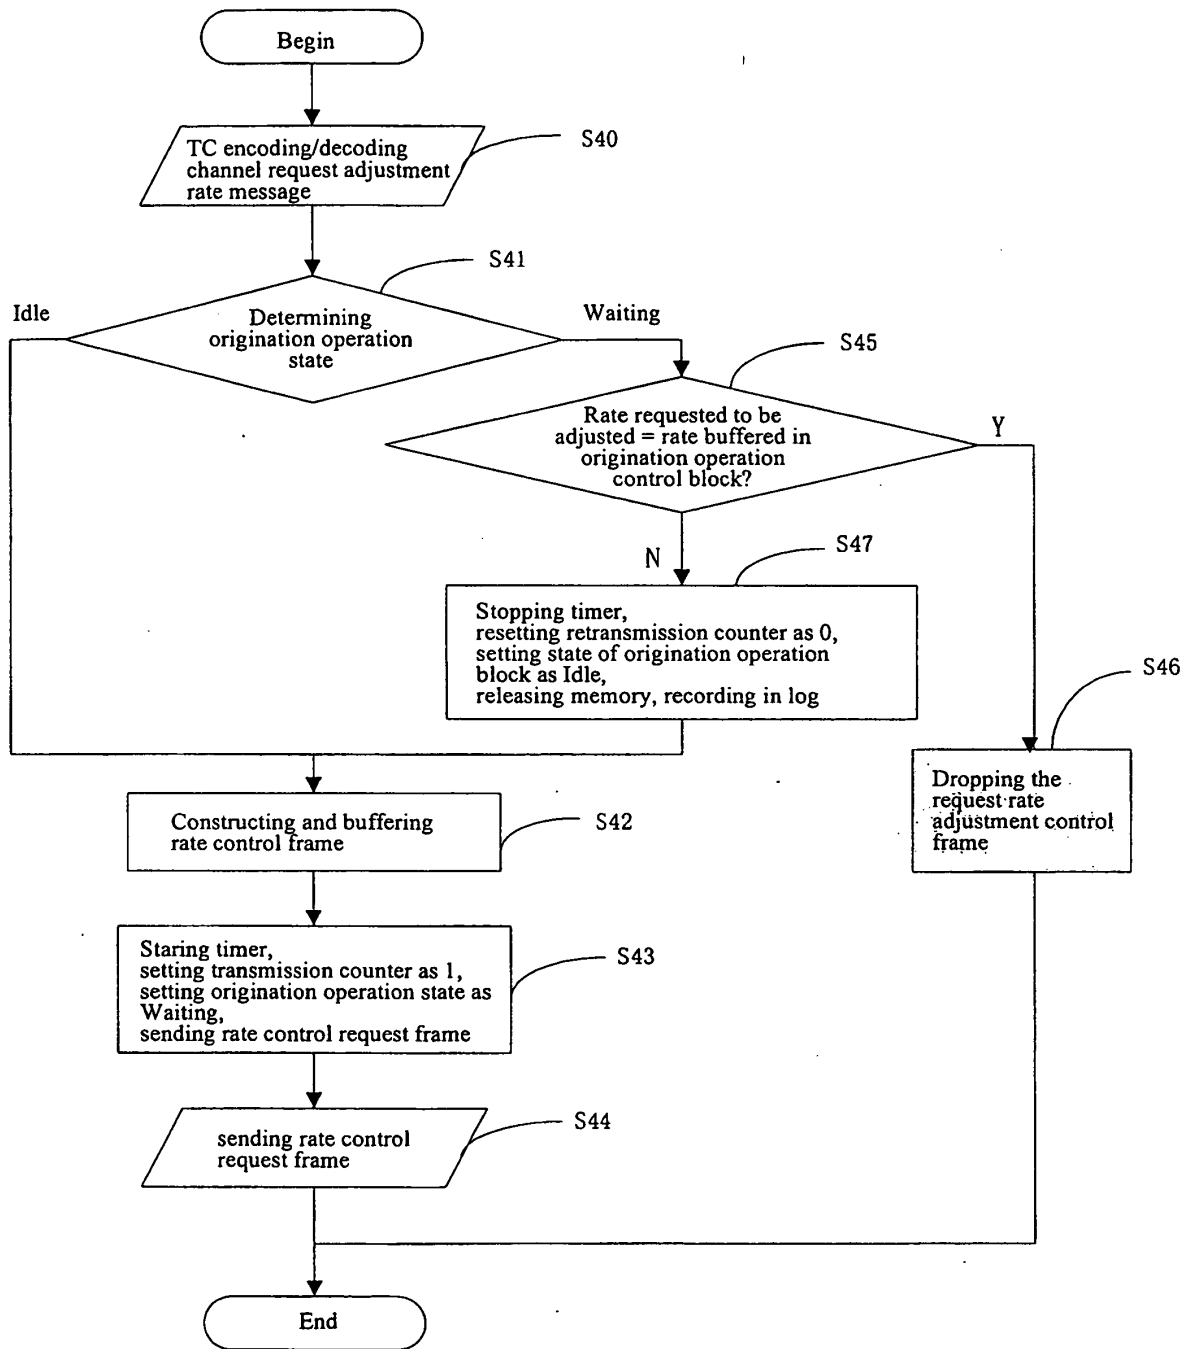 Begin
TC encoding/decoding
channel request adjustment
rate message
S40
S41
Idle
Determining
origination operation
state
Waiting
S45
Rate requested to be
adjusted = rate buffered in
origination operation
control block?
Y
N
S47
Stopping timer,
resetting retransmission counter as 0,
setting state of origination operation
block as Idle,
releasing memory, recording in log
S46
Dropping the
request rate
adjustment control
frame
Constructing and buffering
rate control frame
S42
Staring timer,
setting transmission counter as 1,
setting origination operation state as
Waiting,
sending rate control request frame
S43
sending rate control
request frame
S44
End